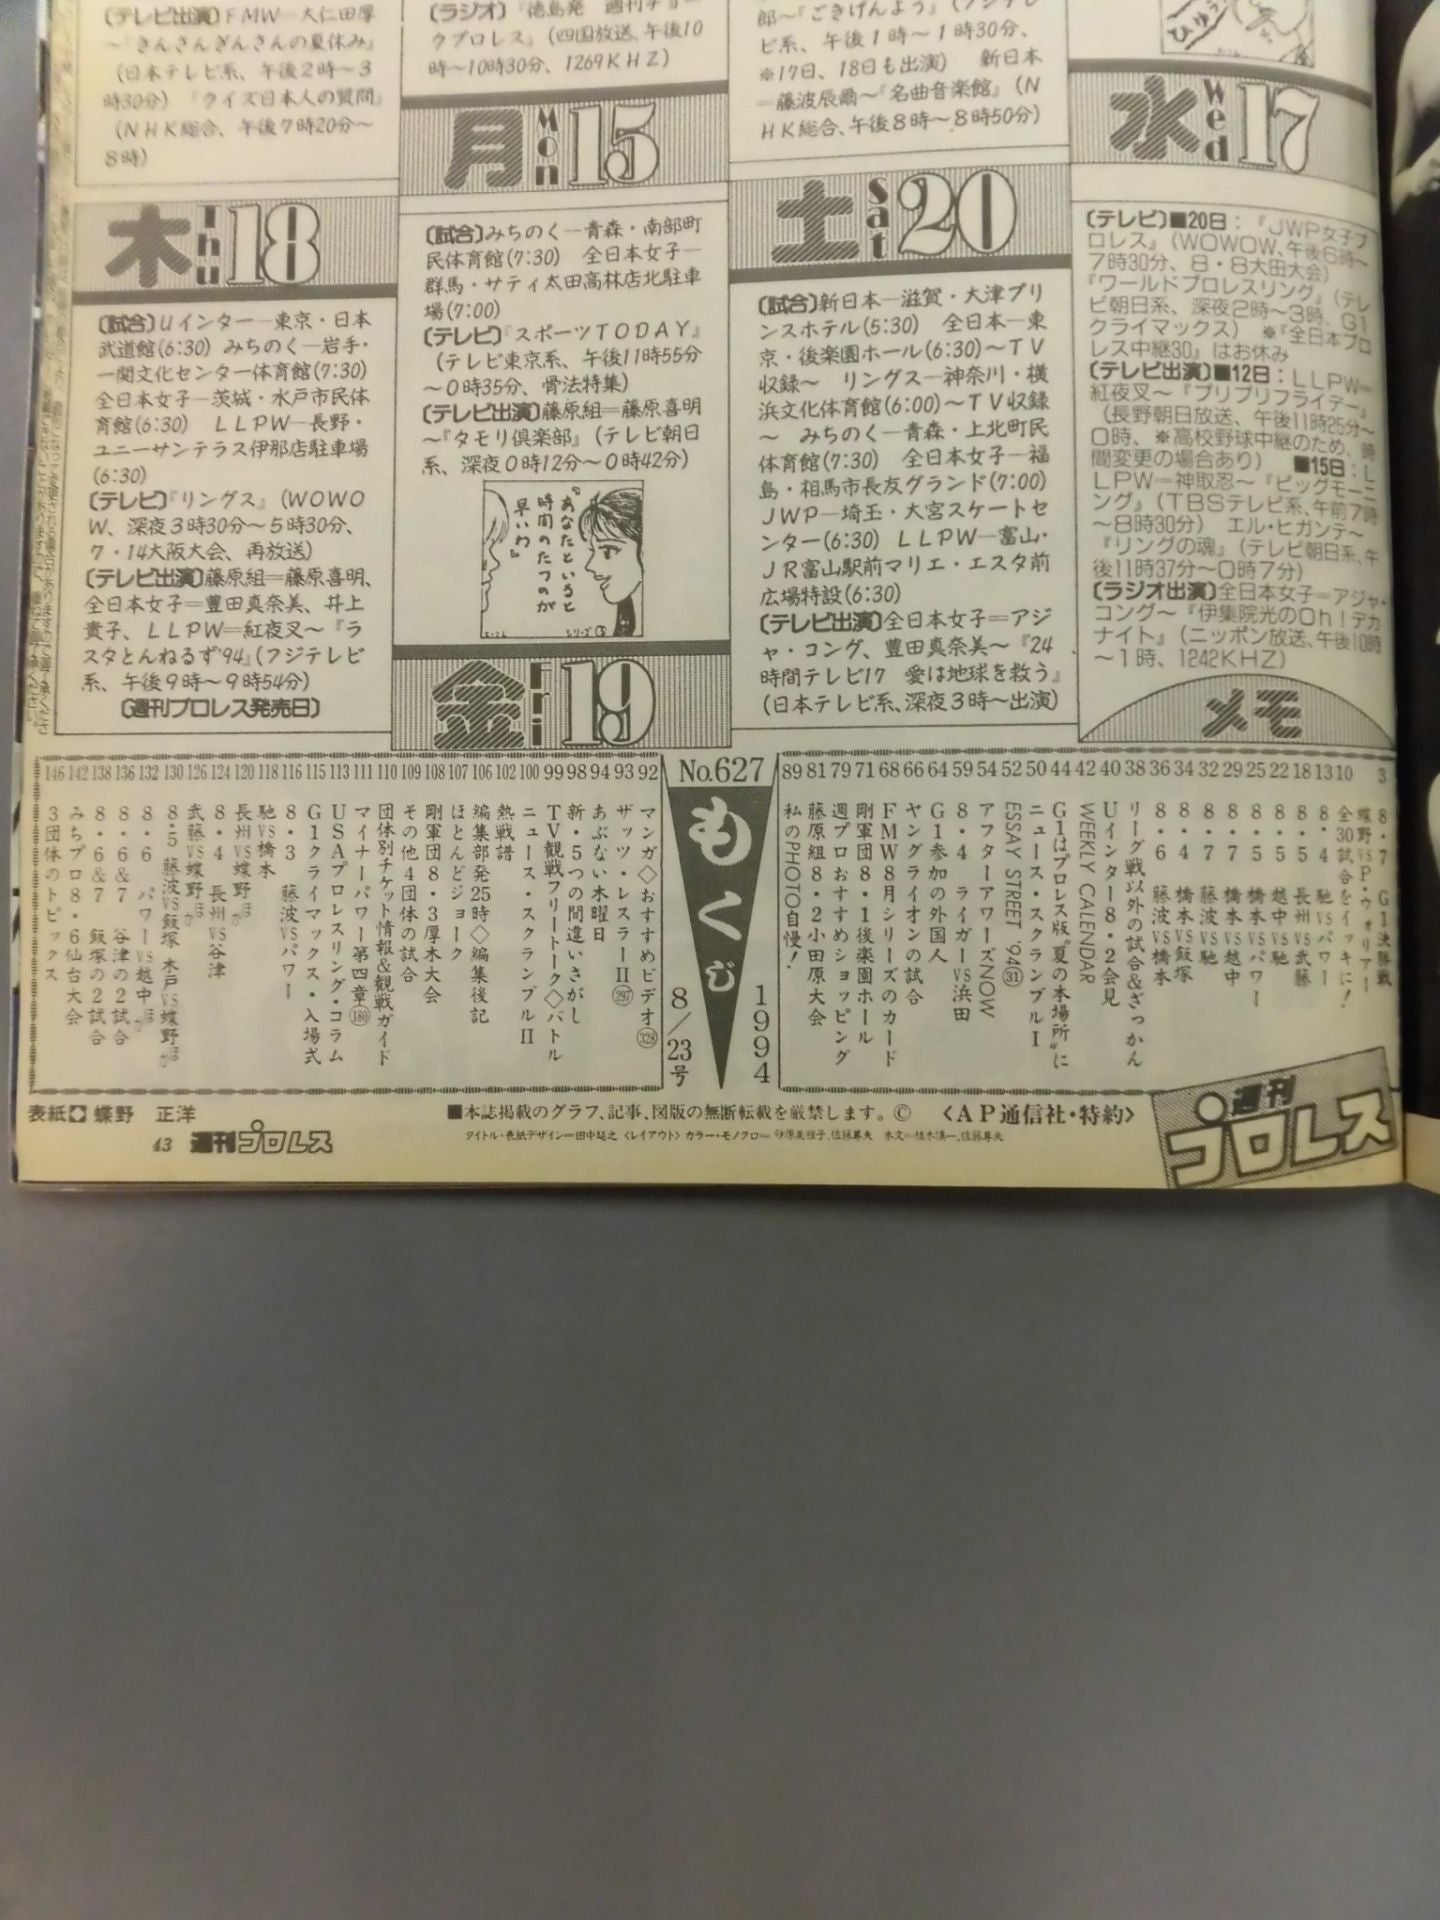 〔テレビ出演〕FMW=大仁田厚
〜『きんさんぎんさんの夏休み』
(日本テレビ系、午後2時〜3
時30分) 『クイズ日本人の質問』
(NHK総合、午後7時20分〜
8時)
木 Thu 18
〔試合〕Uインター―東京・日本
武道館(6:30) みちのく―岩手・
一関文化センター体育館(7:30)
全日本女子―茨城・水戸市民体
育館(6:30) LLPW―長野・
ユニーサンテラス伊那店駐車場
(6:30)
〔テレビ〕『リングス』(WOWO
W、深夜3時30分〜5時30分、
7・14大阪大会、再放送)
〔テレビ出演〕藤原組=藤原喜明、
全日本女子=豊田真奈美、井上
貴子、LLPW=紅夜叉〜『ラ
スタとんねるず'94』(フジテレビ
系、午後9時〜9時54分)
〔週刊プロレス発売日〕
〔ラジオ〕『徳島発 週刊チョー
クプロレス』(四国放送、午後10
時〜10時30分、1269KHZ)
月 Mon 15
〔試合〕みちのく―青森・南部町
民体育館(7:30) 全日本女子―
群馬・サティ太田高林店北駐車
場(7:00)
〔テレビ〕『スポーツTODAY』
(テレビ東京系、午後11時55分
〜0時35分、骨法特集)
〔テレビ出演〕藤原組=藤原喜明
〜『タモリ倶楽部』(テレビ朝日
系、深夜0時12分〜0時42分)
『あなたといると
時間のたつのが
早いわ』
金 Fri 19
郎〜『ごきげんよう』(フジテレ
ビ系、午後1時〜1時30分、
※17日、18日も出演) 新日本
=藤波辰爾〜『名曲音楽館』(N
HK総合、午後8時〜8時50分)
土 Sat 20
〔試合〕新日本―滋賀・大津プリ
ンスホテル(5:30) 全日本―東
京・後楽園ホール(6:30)〜TV
収録〜 リングス―神奈川・横
浜文化体育館(6:00)〜TV収録
〜 みちのく―青森・上北町民
体育館(7:30) 全日本女子―福
島・相馬市長友グランド(7:00)
JWP―埼玉・大宮スケートセ
ンター(6:30) LLPW―富山・
JR富山駅前マリエ・エスタ前
広場特設(6:30)
〔テレビ出演〕全日本女子=アジ
ャ・コング、豊田真奈美〜『24
時間テレビ17 愛は地球を救う』
(日本テレビ系、深夜3時〜出演)
水 Wed 17
〔テレビ〕■20日:『JWP女子プ
ロレス』(WOWOW、午後6時〜
7時30分、8・8大田大会)
『ワールドプロレスリング』(テレ
ビ朝日系、深夜2時〜3時、G1
クライマックス) ※『全日本プロ
レス中継30』はお休み
〔テレビ出演〕■12日:LLPW=
紅夜叉〜『プリプリフライデー』
(長野朝日放送、午後11時25分〜
0時、※高校野球中継のため、時
間変更の場合あり) ■15日:L
LPW=神取忍〜『ビッグモーニ
ング』(TBSテレビ系、午前7時
〜8時30分) エル・ヒガンテ〜
『リングの魂』(テレビ朝日系、午
後11時37分〜0時7分)
〔ラジオ出演〕全日本女子=アジャ・
コング〜『伊集院光のOh!デカ
ナイト』(ニッポン放送、午後10時
〜1時、1242KHZ)
メモ
No.627
もくじ
1994
8/23号
3 8・7 G1決勝戦
蝶野VSP・ウォリアー
10 全30試合をイッキに!
13 8・4 馳VSパワー
18 8・5 長州VS武藤
22 8・5 越中VS馳
25 8・5 橋本VSパワー
29 8・7 橋本VS越中
32 8・7 藤波VS馳
34 8・4 橋本VS飯塚
36 8・6 藤波VS橋本
38 リーグ戦以外の試合&ざっかん
40 Uインター8・2会見
42 WEEKLY CALENDAR
44 G1はプロレス版“夏の本場所”に
50 ニュース・スクランブルI
52 ESSAY STREET '94㉛
54 アフターアワーズNOW
59 8・4 ライガーVS浜田
64 G1参加の外国人
66 ヤングライオンの試合
68 FMW8月シリーズのカード
71 剛軍団8・1後楽園ホール
79 週プロおすすめショッピング
81 藤原組8・2小田原大会
89 私のPHOTO自慢!
92 マンガ◇おすすめビデオ(328)
93 ザッツ・レスラーII(297)
94 あぶない木曜日
98 新・5つの間違いさがし
99 TV観戦フリートーク◇バトル
100 ニュース・スクランブルII
102 熱戦譜
106 編集部発25時◇編集後記
107 ほとんどジョーク
108 剛軍団8・3厚木大会
109 その他4団体の試合
110 団体別チケット情報&観戦ガイド
111 マイナーパワー第四章(180)
113 USAプロレスリング・コラム
115 G1クライマックス・入場式
116 8・3 藤波VSパワー
118 馳VS橋本
120 長州VS蝶野ほか
124 8・4 長州VS谷津
126 武藤VS蝶野ほか
130 8・5 藤波VS飯塚 木戸VS蝶野ほか
132 8・6 パワーVS越中ほか
136 8・6&7 谷津の2試合
138 8・6&7 飯塚の2試合
142 みちプロ8・6仙台大会
146 3団体のトピックス
表紙◆蝶野 正洋
■本誌掲載のグラフ、記事、図版の無断転載を厳禁します。© 〈AP通信社・特約〉
43 週刊プロレス
週刊プロレス